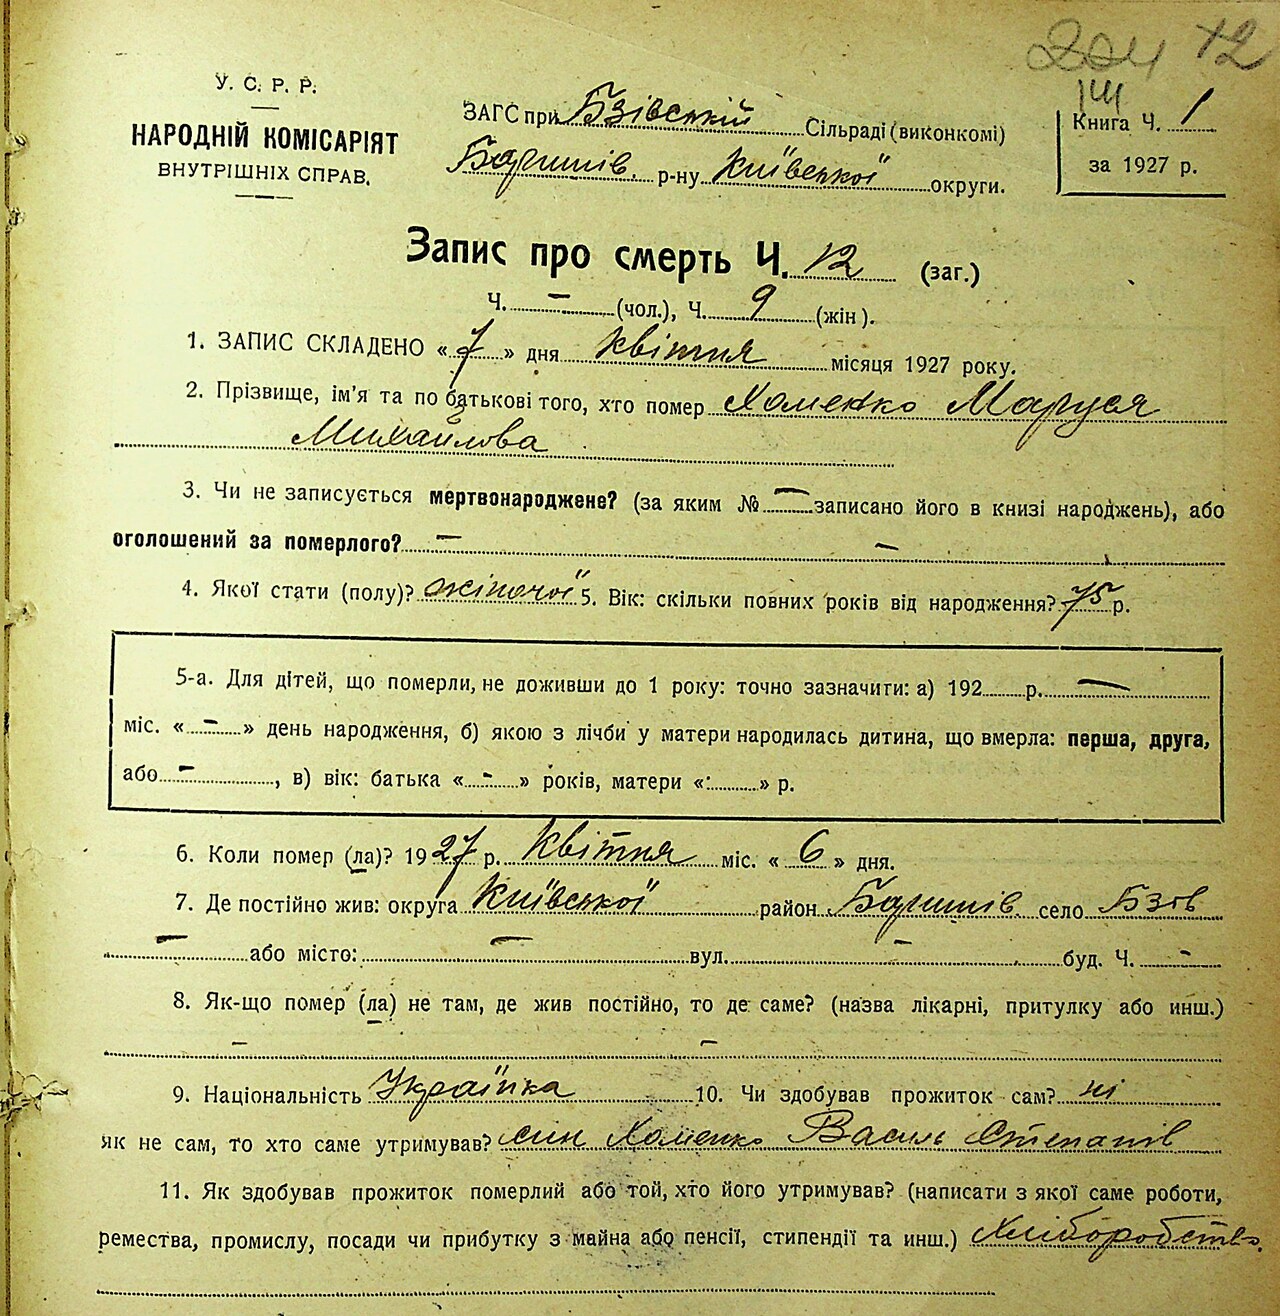 204 12
У. С. Р. Р.
НАРОДНІЙ КОМІСАРІЯТ
ВНУТРІШНІХ СПРАВ.
ЗАГС при Бзівській Сільраді (виконкомі)
Баришів. р-ну Київської округи.
Книга Ч. 1
за 1927 р.
Запис про смерть Ч. 12 (заг.)
Ч. – (чол.), Ч. 9 (жін).
1. ЗАПИС СКЛАДЕНО « 7 » дня квітня місяця 1927 року.
2. Прізвище, ім'я та по батькові того, хто помер Хоменко Маруся
Михайлова
3. Чи не записується мертвонароджене? (за яким № – записано його в книзі народжень), або
оголошений за померлого? – –
4. Якої стати (полу)? жіночої 5. Вік: скільки повних років від народження? 75 р.
5-а. Для дітей, що померли, не доживши до 1 року: точно зазначити: а) 192 р. –
міс. « – » день народження, б) якою з лічби у матери народилась дитина, що вмерла: перша, друга,
або – , в) вік: батька « – » років, матери « » р.
6. Коли помер (ла)? 1927 р. Квітня міс. « 6 » дня.
7. Де постійно жив: округа Київської район Баришів. село Бзів
– або місто: – вул. – буд. Ч. –
8. Як-що помер (ла) не там, де жив постійно, то де саме? (назва лікарні, притулку або инш.)
– –
9. Національність Українка 10. Чи здобував прожиток сам? ні
як не сам, то хто саме утримував? син Хоменко Василь Степанів
11. Як здобував прожиток померлий або той, хто його утримував? (написати з якої саме роботи,
ремества, промислу, посади чи прибутку з майна або пенсії, стипендії та инш.) Хліборобство.